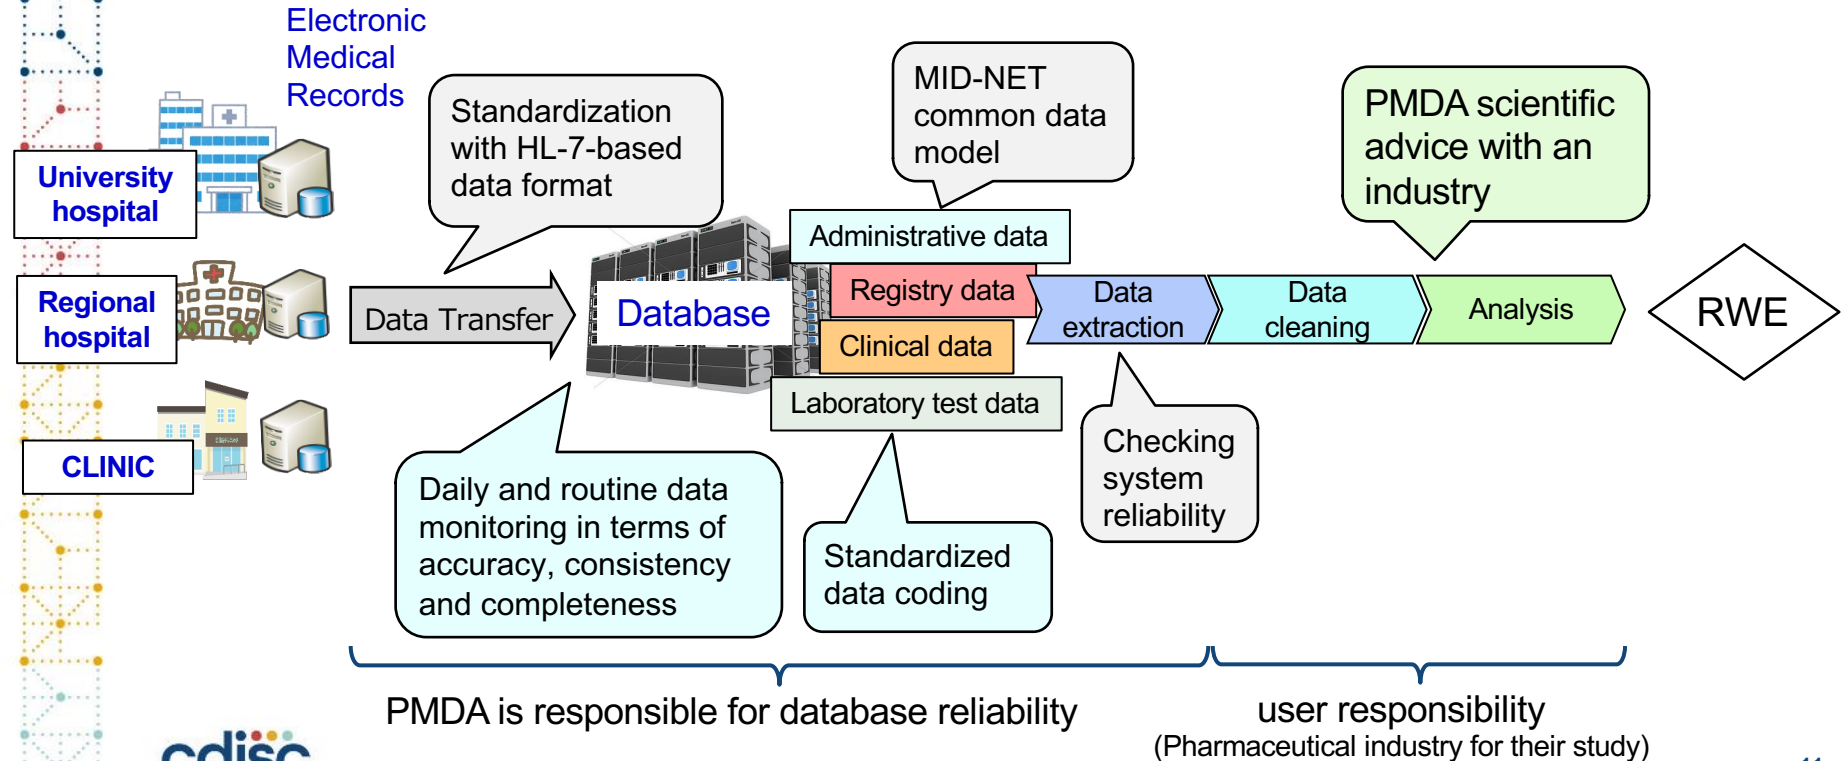 Electronic
Medical
Records
University
hospital
Regional
hospital
CLINIC
Standardization
with HL-7-based
data format
Data Transfer
Database
MID-NET
common data
model
Administrative data
Registry data
Clinical data
Laboratory test data
Data
extraction
Data
cleaning
Analysis
RWE
PMDA scientific
advice with an
industry
Daily and routine data
monitoring in terms of
accuracy, consistency
and completeness
Standardized
data coding
Checking
system
reliability
PMDA is responsible for database reliability
user responsibility
(Pharmaceutical industry for their study)
cdisc